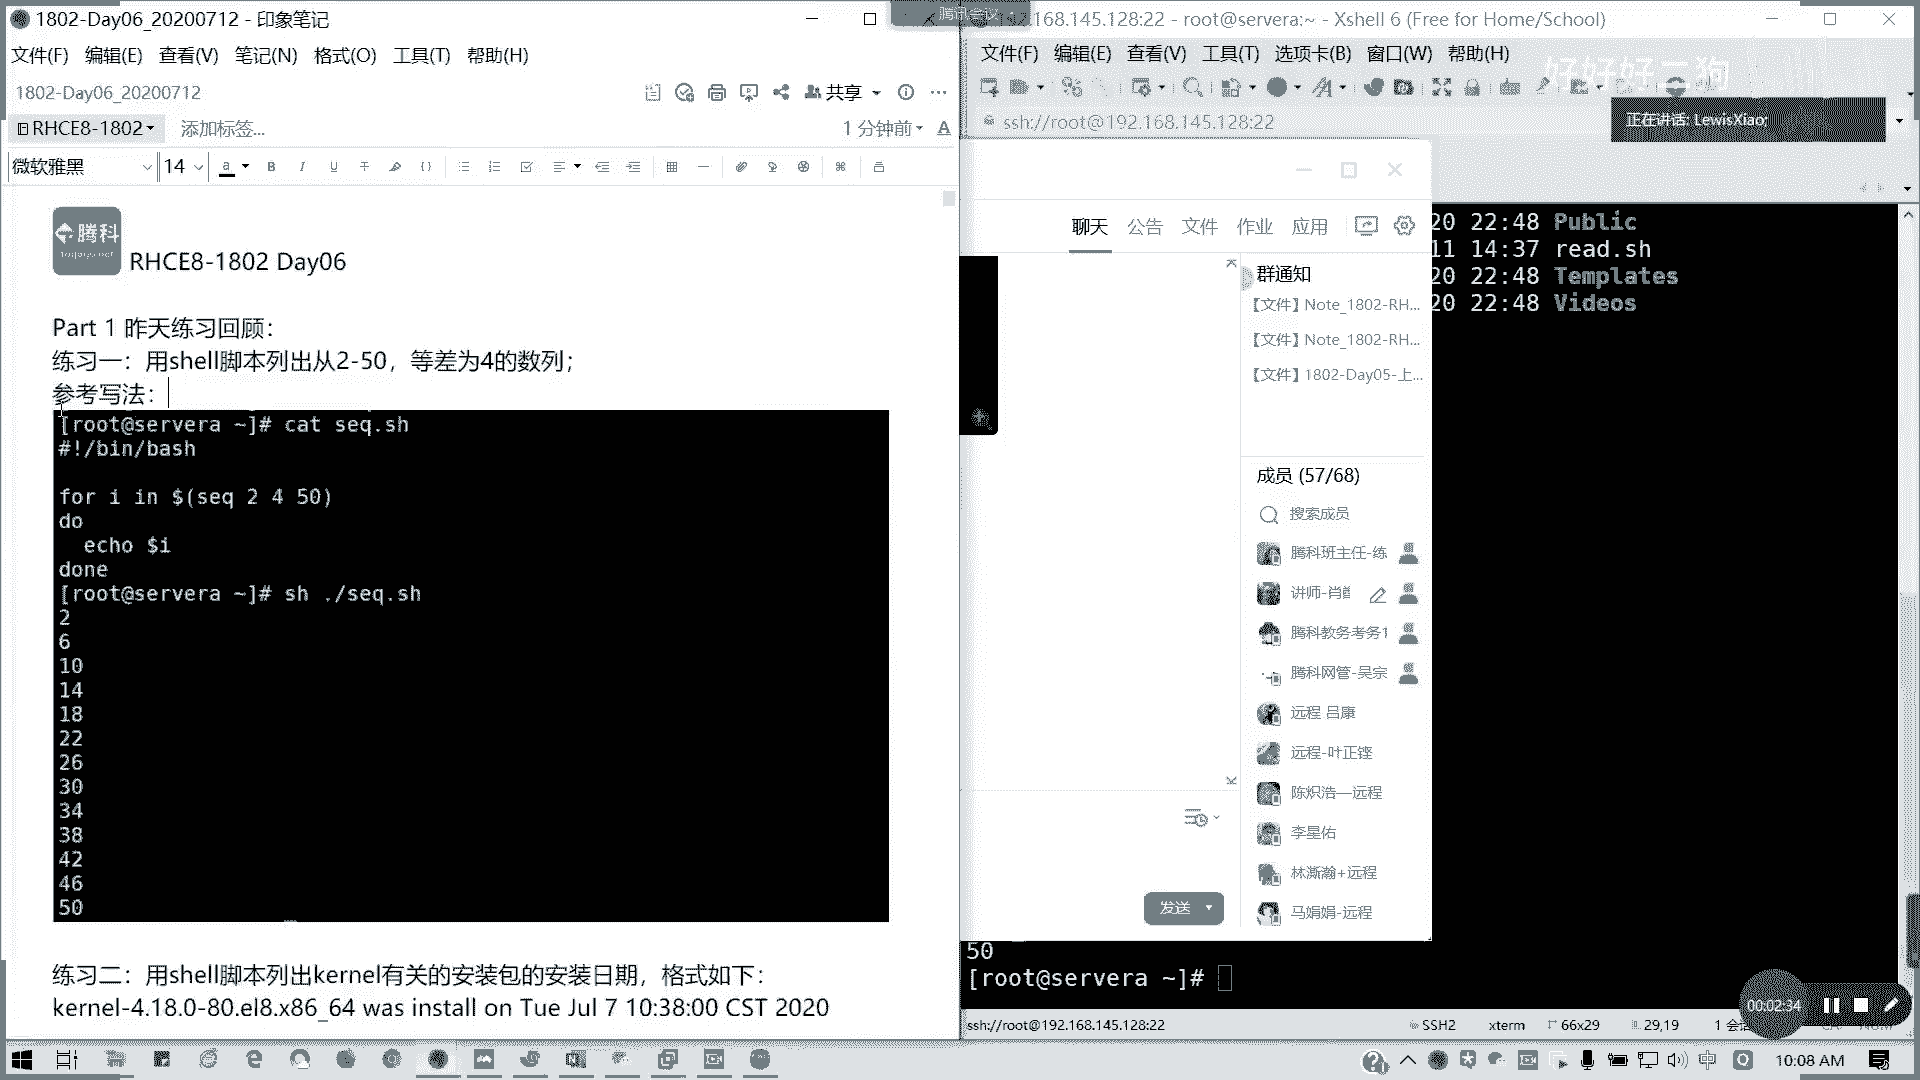 1802-Day06_20200712 - 印象笔记
文件(F) 编辑(E) 查看(V) 笔记(N) 格式(O) 工具(T) 帮助(H)
1802-Day06_20200712
共享
RHCE8-1802
添加标签...
1 分钟前
微软雅黑
14
腾科
RHCE8-1802 Day06
Part 1 昨天练习回顾：
练习一：用shell脚本列出从2-50，等差为4的数列；
参考写法：
[root@servera ~]# cat seq.sh
#!/bin/bash
for i in $(seq 2 4 50)
do
echo $i
done
[root@servera ~]# sh ./seq.sh
2
6
10
14
18
22
26
30
34
38
42
46
50
练习二：用shell脚本列出kernel有关的安装包的安装日期，格式如下：
kernel-4.18.0-80.el8.x86_64 was install on Tue Jul 7 10:38:00 CST 2020
腾讯会议
192.168.145.128:22 - root@servera:~ - Xshell 6 (Free for Home/School)
文件(F) 编辑(E) 查看(V) 工具(T) 选项卡(B) 窗口(W) 帮助(H)
好好好二狗
ssh://root@192.168.145.128:22
正在讲话: LewisXiao;
聊天 公告 文件 作业 应用
群通知
【文件】Note_1802-RH...
【文件】Note_1802-RH...
【文件】1802-Day05-上...
成员 (57/68)
搜索成员
腾科班主任-练
讲师-肖
腾科教务考务1
腾科网管-吴宗
远程 吕康
远程-叶正铿
陈炽浩—远程
李星佑
林澌瀚+远程
马娟娟-远程
发送
20 22:48 Public
11 14:37 read.sh
20 22:48 Templates
20 22:48 Videos
50
[root@servera ~]#
00:02:34
ssh://root@192.168.145.128:22
SSH2
xterm
66x29
29,19
1 会
中
10:08 AM